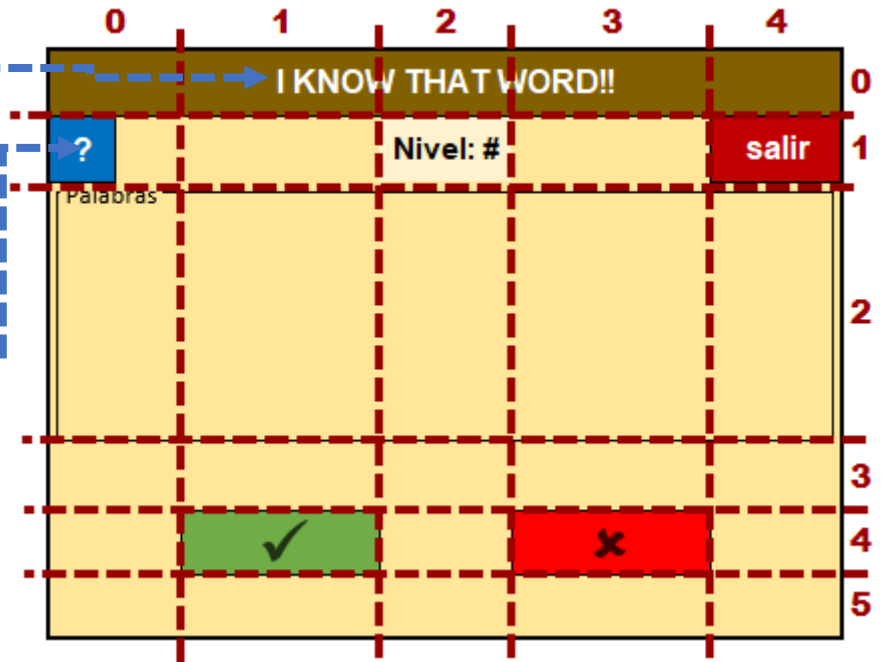 0 1 2 3 4
I KNOW THAT WORD!! 0
? Nivel: # salir 1
Palabras
2
3
✓ ✘ 4
5